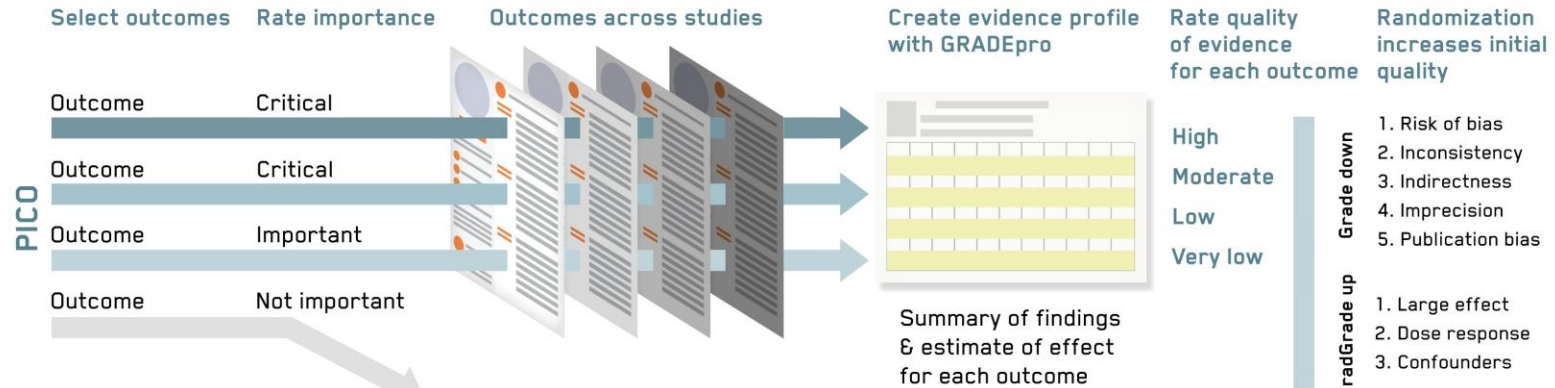 Select outcomes
Rate importance
Outcomes across studies
Create evidence profile
with GRADEpro
Rate quality
of evidence
for each outcome
Randomization
increases initial
quality
PICO
Outcome
Critical
Outcome
Critical
Outcome
Important
Outcome
Not important
Summary of findings
& estimate of effect
for each outcome
High
Moderate
Low
Very low
Grade down
1. Risk of bias
2. Inconsistency
3. Indirectness
4. Imprecision
5. Publication bias
radGrade up
1. Large effect
2. Dose response
3. Confounders